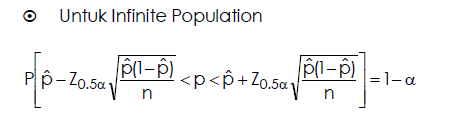 ⊙ Untuk Infinite Population
P[p̂ − Z₀.₅α √(p̂(1−p̂)/n) < p < p̂ + Z₀.₅α √(p̂(1−p̂)/n)] = 1− α